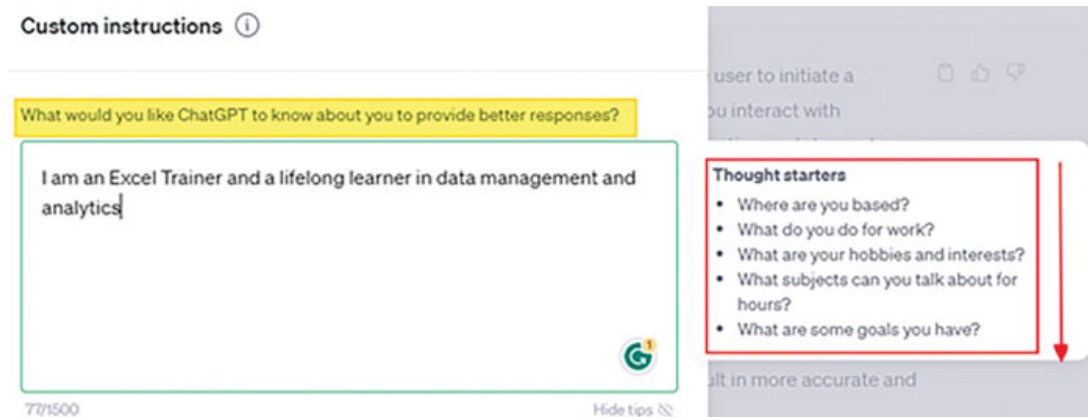 Custom instructions
What would you like ChatGPT to know about you to provide better responses?
I am an Excel Trainer and a lifelong learner in data management and
analytics
77/1500
Hide tips
user to initiate a
ou interact with
Thought starters
• Where are you based?
• What do you do for work?
• What are your hobbies and interests?
• What subjects can you talk about for
hours?
• What are some goals you have?
ult in more accurate and